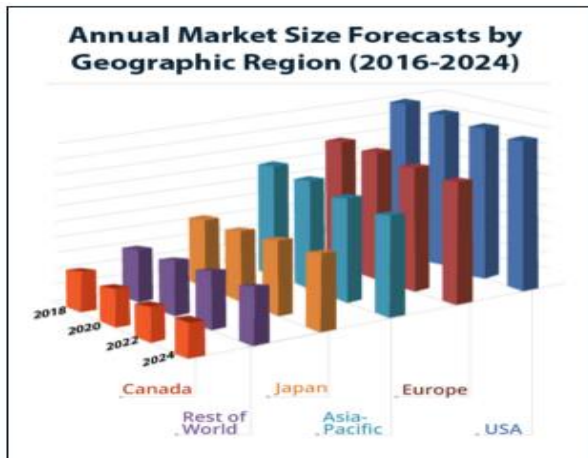 Annual Market Size Forecasts by
Geographic Region (2016-2024)
2018
2020
2022
2024
Canada
Japan
Europe
Rest of
World
Asia-
Pacific
USA